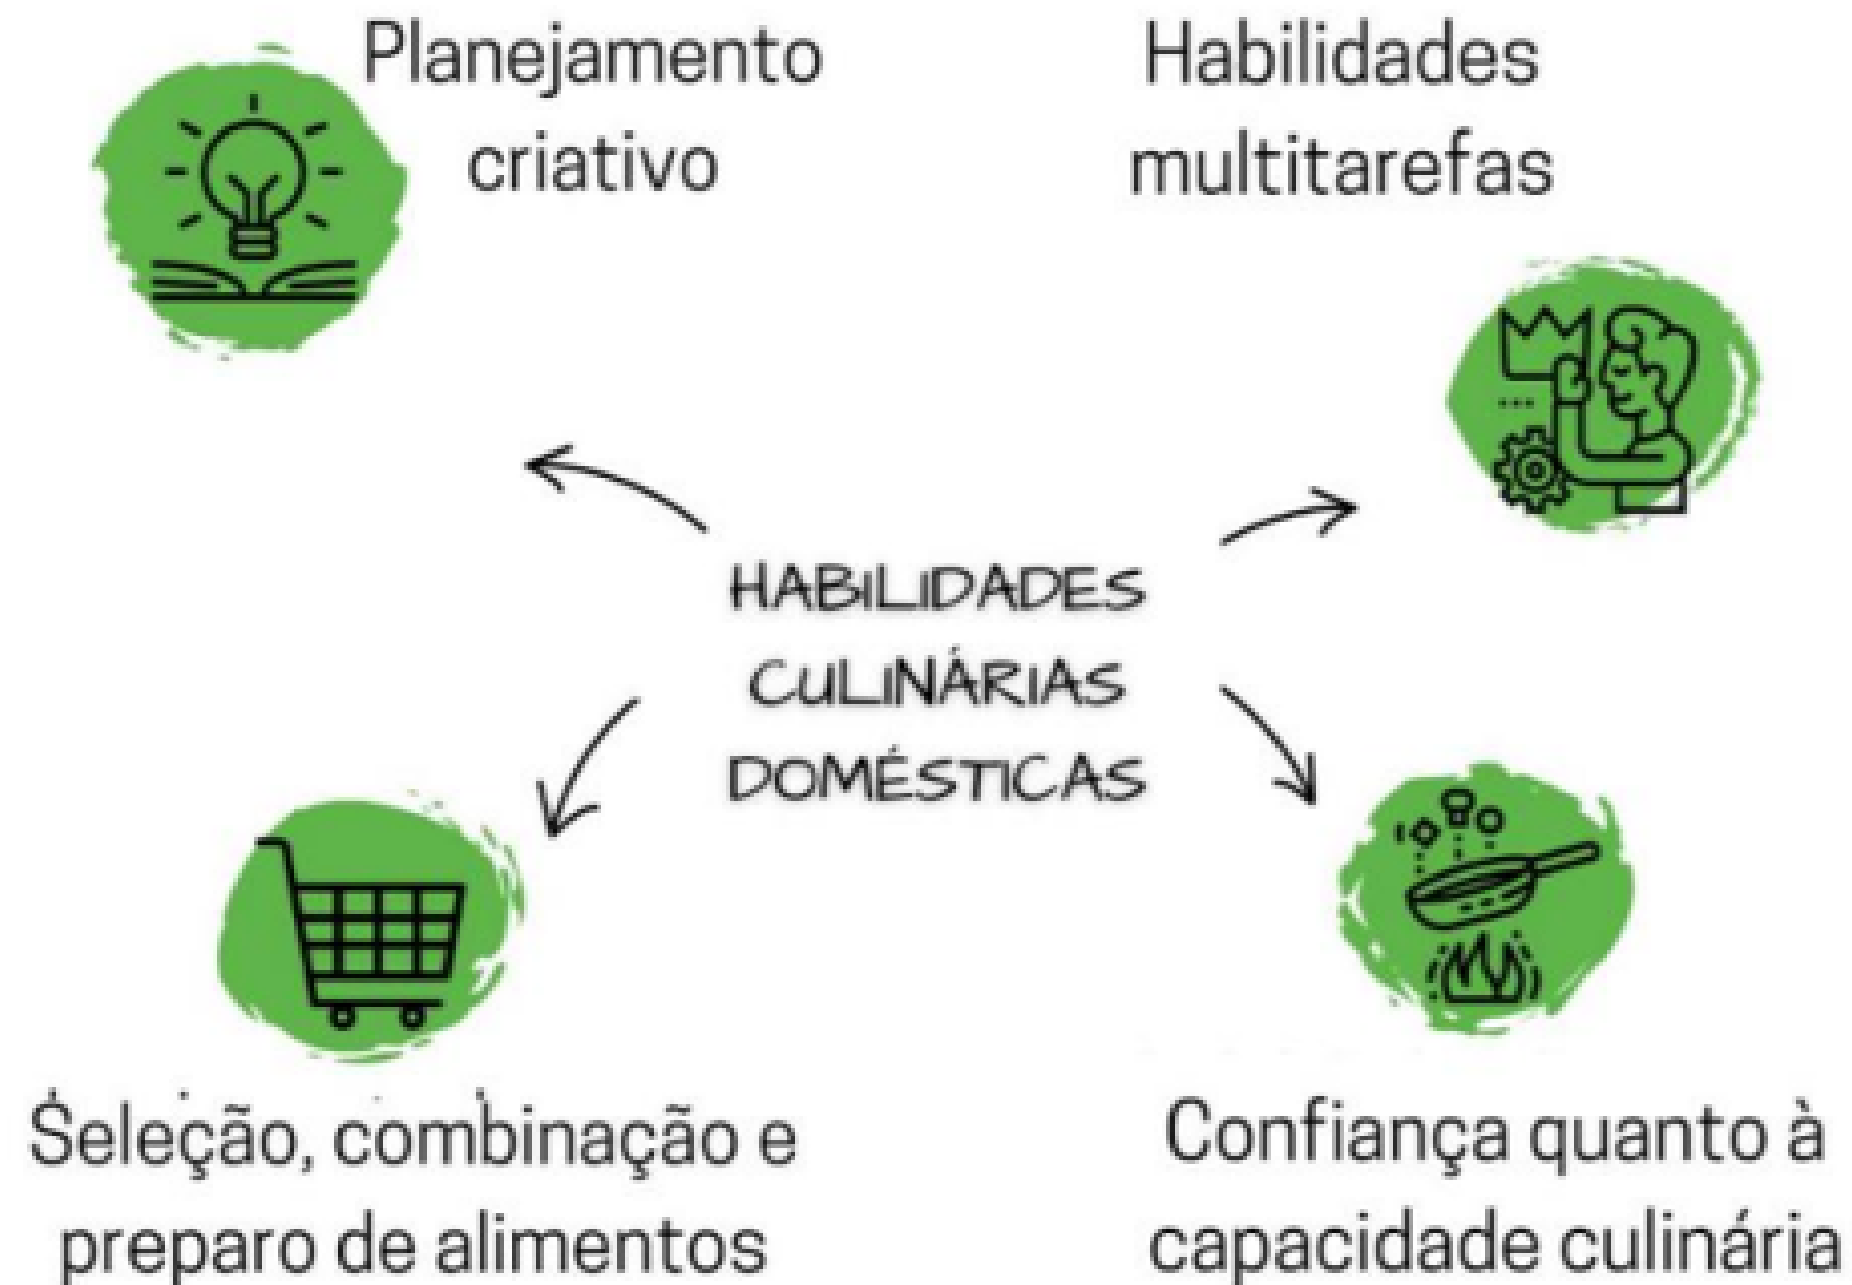 Planejamento
criativo
Habilidades
multitarefas
HABILIDADES
CULINÁRIAS
DOMÉSTICAS
Seleção, combinação e
preparo de alimentos
Confiança quanto à
capacidade culinária